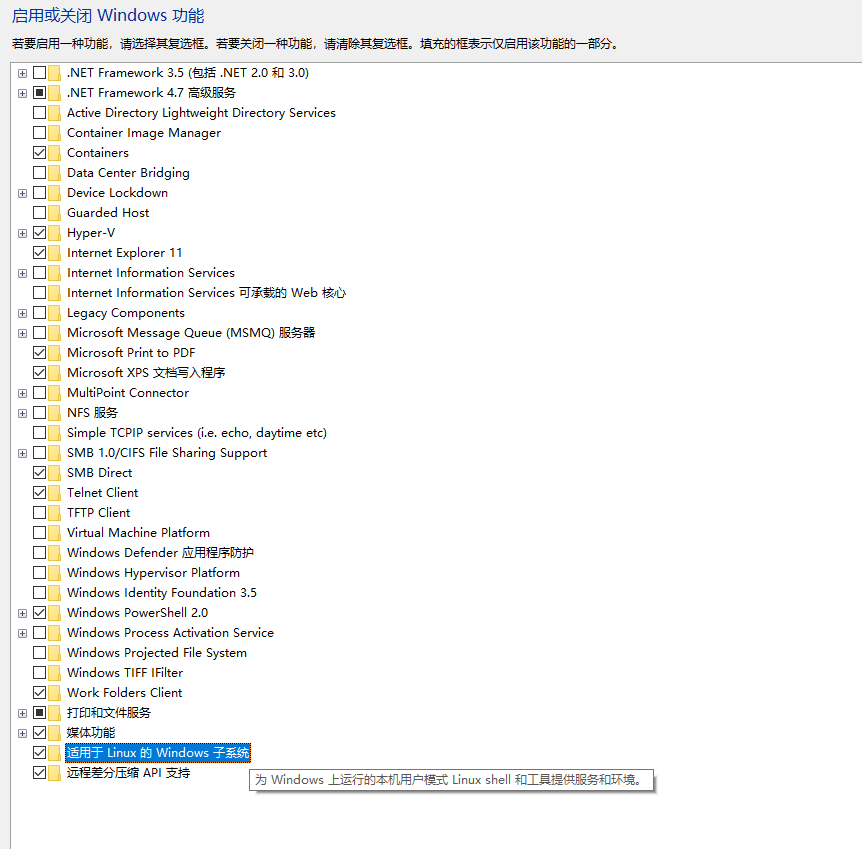 启用或关闭 Windows 功能
若要启用一种功能，请选择其复选框。若要关闭一种功能，请清除其复选框。填充的框表示仅启用该功能的一部分。
.NET Framework 3.5 (包括 .NET 2.0 和 3.0)
.NET Framework 4.7 高级服务
Active Directory Lightweight Directory Services
Container Image Manager
Containers
Data Center Bridging
Device Lockdown
Guarded Host
Hyper-V
Internet Explorer 11
Internet Information Services
Internet Information Services 可承载的 Web 核心
Legacy Components
Microsoft Message Queue (MSMQ) 服务器
Microsoft Print to PDF
Microsoft XPS 文档写入程序
MultiPoint Connector
NFS 服务
Simple TCPIP services (i.e. echo, daytime etc)
SMB 1.0/CIFS File Sharing Support
SMB Direct
Telnet Client
TFTP Client
Virtual Machine Platform
Windows Defender 应用程序防护
Windows Hypervisor Platform
Windows Identity Foundation 3.5
Windows PowerShell 2.0
Windows Process Activation Service
Windows Projected File System
Windows TIFF IFilter
Work Folders Client
打印和文件服务
媒体功能
适用于 Linux 的 Windows 子系统
远程差分压缩 API 支持
为 Windows 上运行的本机用户模式 Linux shell 和工具提供服务和环境。